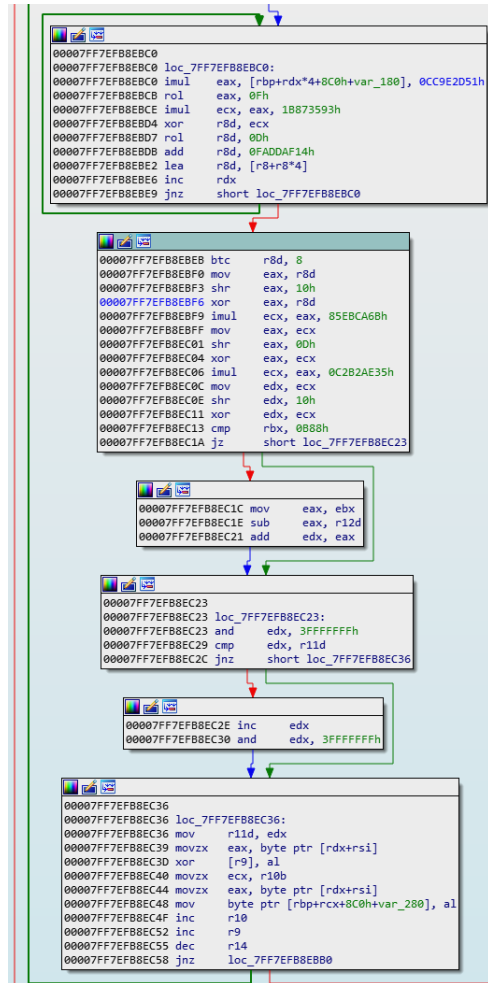 00007FF7EFB8EBC0
00007FF7EFB8EBC0 loc_7FF7EFB8EBC0:
00007FF7EFB8EBC0 imul eax, [rbp+rdx*4+8C0h+var_180], 0CC9E2D51h
00007FF7EFB8EBCB rol eax, 0Fh
00007FF7EFB8EBCE imul ecx, eax, 1B873593h
00007FF7EFB8EBD4 xor r8d, ecx
00007FF7EFB8EBD7 rol r8d, 0Dh
00007FF7EFB8EBDB add r8d, 0FADDAF14h
00007FF7EFB8EBE2 lea r8d, [r8+r8*4]
00007FF7EFB8EBE6 inc rdx
00007FF7EFB8EBE9 jnz short loc_7FF7EFB8EBC0
00007FF7EFB8EBEB btc r8d, 8
00007FF7EFB8EBF0 mov eax, r8d
00007FF7EFB8EBF3 shr eax, 10h
00007FF7EFB8EBF6 xor eax, r8d
00007FF7EFB8EBF9 imul ecx, eax, 85EBCA6Bh
00007FF7EFB8EBFF mov eax, ecx
00007FF7EFB8EC01 shr eax, 0Dh
00007FF7EFB8EC04 xor eax, ecx
00007FF7EFB8EC06 imul ecx, eax, 0C2B2AE35h
00007FF7EFB8EC0C mov edx, ecx
00007FF7EFB8EC0E shr edx, 10h
00007FF7EFB8EC11 xor edx, ecx
00007FF7EFB8EC13 cmp rbx, 0B88h
00007FF7EFB8EC1A jz short loc_7FF7EFB8EC23
00007FF7EFB8EC1C mov eax, ebx
00007FF7EFB8EC1E sub eax, r12d
00007FF7EFB8EC21 add edx, eax
00007FF7EFB8EC23
00007FF7EFB8EC23 loc_7FF7EFB8EC23:
00007FF7EFB8EC23 and edx, 3FFFFFFh
00007FF7EFB8EC29 cmp edx, r11d
00007FF7EFB8EC2C jnz short loc_7FF7EFB8EC36
00007FF7EFB8EC2E inc edx
00007FF7EFB8EC30 and edx, 3FFFFFFh
00007FF7EFB8EC36
00007FF7EFB8EC36 loc_7FF7EFB8EC36:
00007FF7EFB8EC36 mov r11d, edx
00007FF7EFB8EC39 movzx eax, byte ptr [rdx+rsi]
00007FF7EFB8EC3D xor [r9], al
00007FF7EFB8EC40 movzx ecx, r10b
00007FF7EFB8EC44 movzx eax, byte ptr [rdx+rsi]
00007FF7EFB8EC48 mov byte ptr [rbp+rcx+8C0h+var_280], al
00007FF7EFB8EC4F inc r10
00007FF7EFB8EC52 inc r9
00007FF7EFB8EC55 dec r14
00007FF7EFB8EC58 jnz loc_7FF7EFB8EBB0